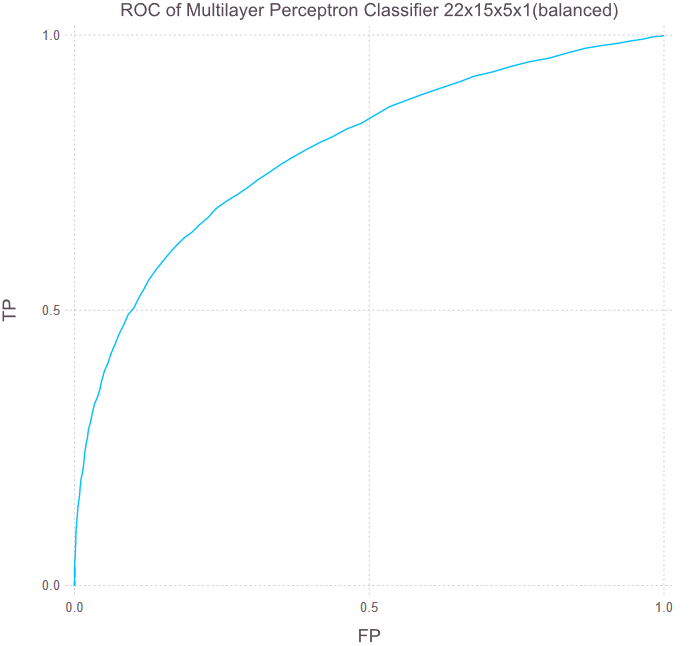 ROC of Multilayer Perceptron Classifier 22x15x5x1(balanced)
1.0
TP
0.5
0.0
0.0 0.5 1.0
FP